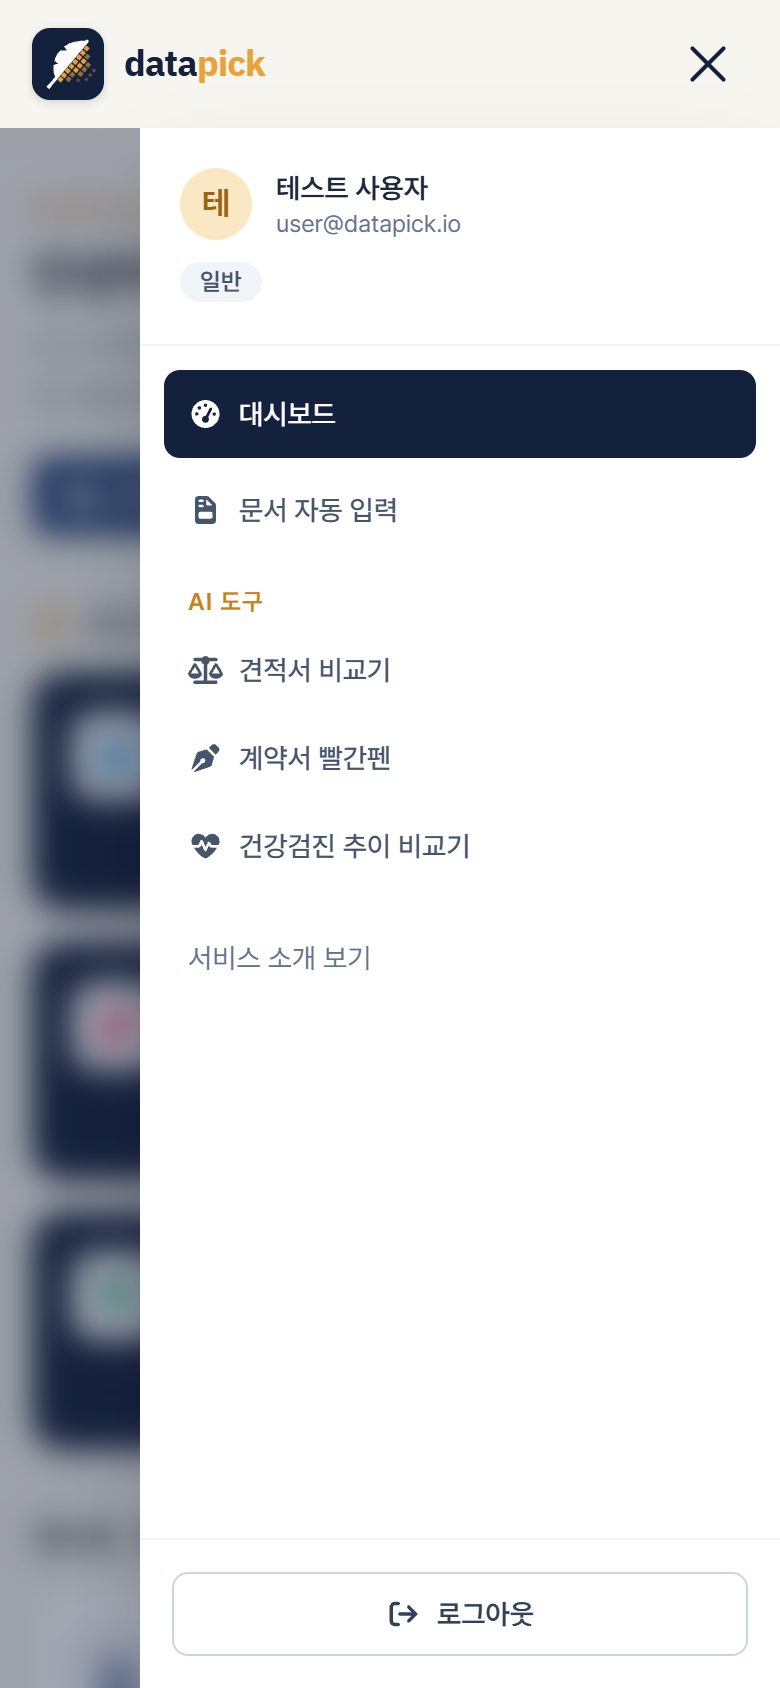 datapick
테
테스트 사용자
user@datapick.io
일반
대시보드
문서 자동 입력
AI 도구
견적서 비교기
계약서 빨간펜
건강검진 추이 비교기
서비스 소개 보기
로그아웃